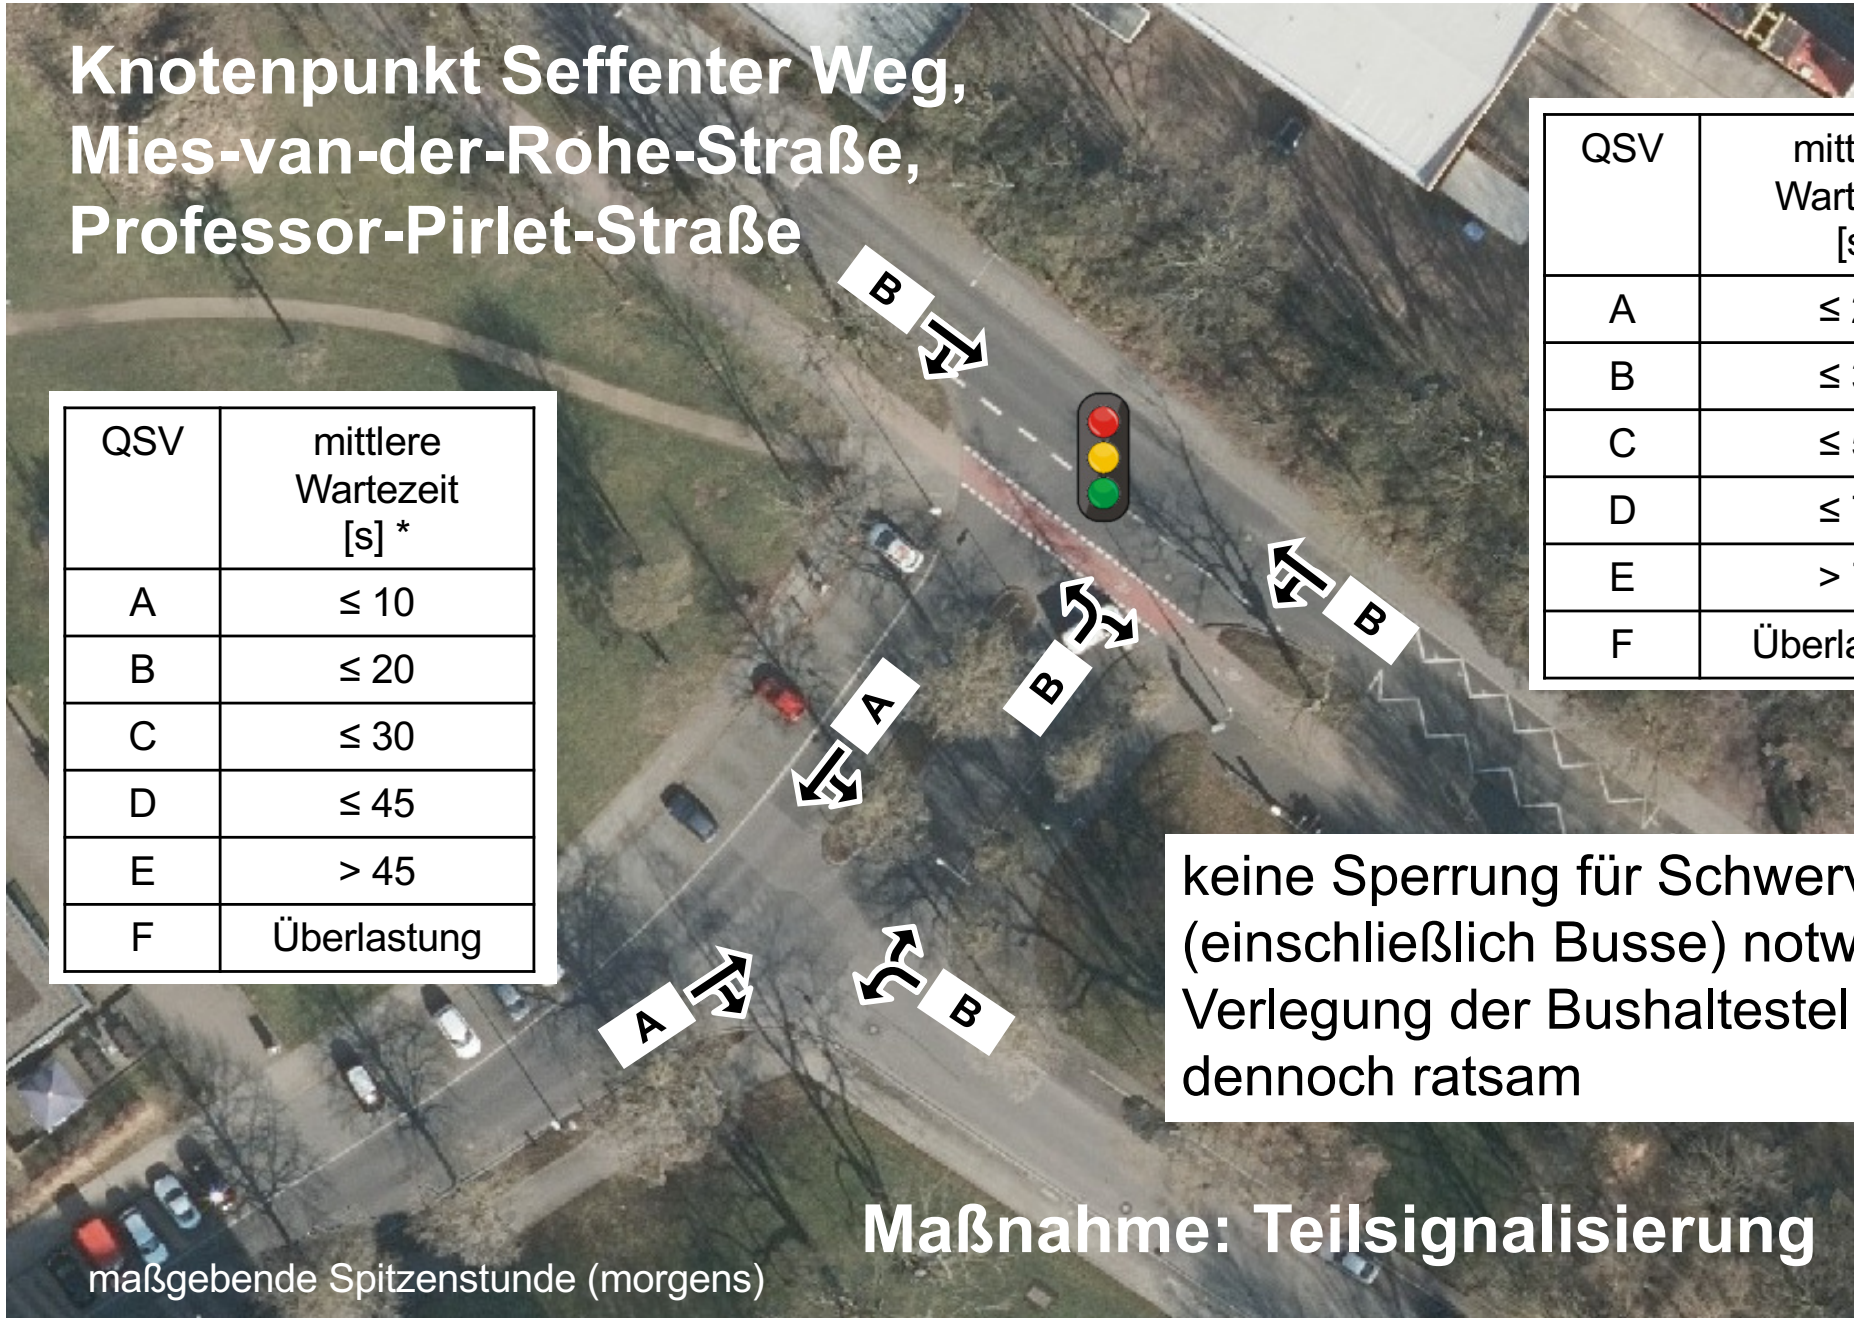 Knotenpunkt Seffenter Weg,
Mies-van-der-Rohe-Straße,
Professor-Pirlet-Straße
QSV mittlere
Wartezeit
[s] *
A ≤ 10
B ≤ 20
C ≤ 30
D ≤ 45
E > 45
F Überlastung
B
B
B
A
A
B
QSV
A ≤
B ≤
C ≤
D ≤
E >
F
keine Sperrung für
(einschließlich Busse)
Verlegung der
dennoch ratsam
Maßnahme: Teilsignalisierung
maßgebende Spitzenstunde (morgens)